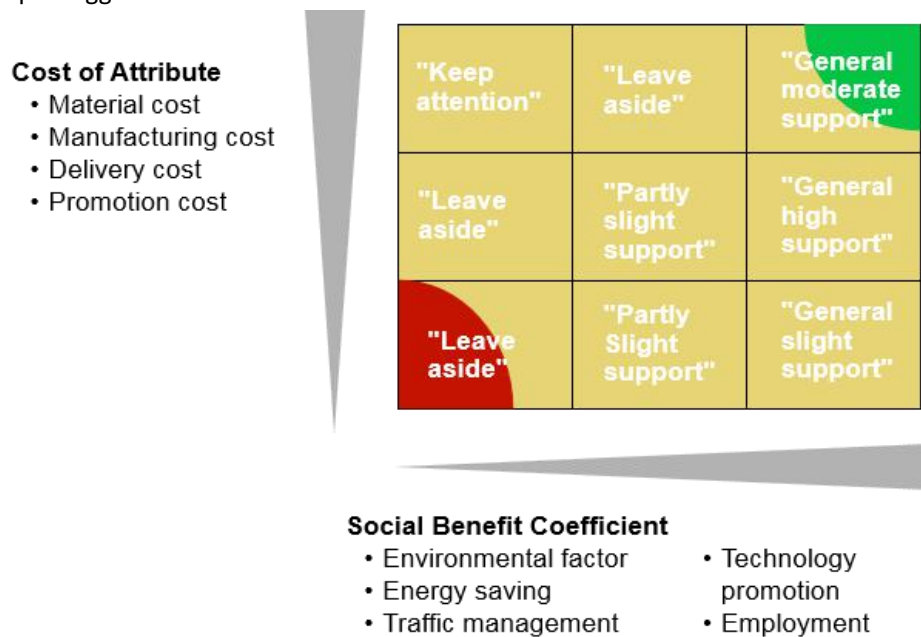 Cost of Attribute
• Material cost
• Manufacturing cost
• Delivery cost
• Promotion cost
"Keep
attention"
"Leave
aside"
"General
moderate
support"
"Leave
aside"
"Partly
slight
support"
"General
high
support"
"Leave
aside"
"Partly
Slight
support"
"General
slight
support"
Social Benefit Coefficient
• Environmental factor
• Energy saving
• Traffic management
• Technology
promotion
• Employment